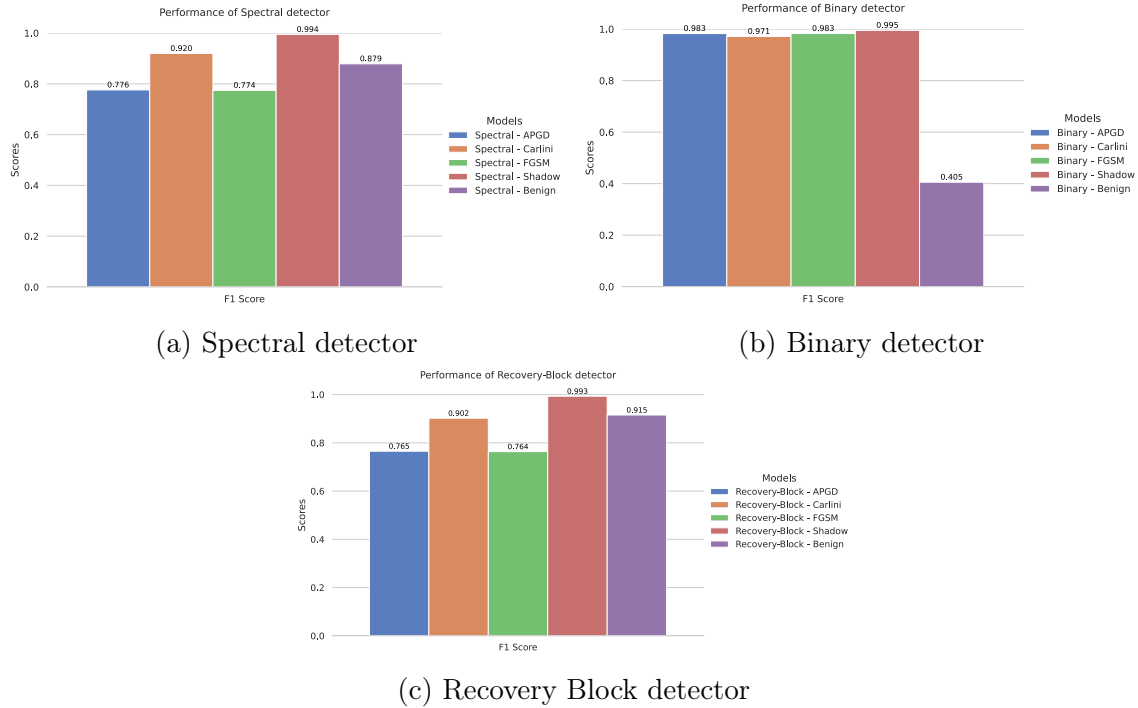 Performance of Spectral detector
1.0
0.8
0.6
0.4
0.2
0.0
Scores
0.776
0.920
0.774
0.994
0.879
F1 Score
Models
Spectral - APGD
Spectral - Carlini
Spectral - FGSM
Spectral - Shadow
Spectral - Benign
(a) Spectral detector
Performance of Binary detector
1.0
0.8
0.6
0.4
0.2
0.0
Scores
0.983
0.971
0.983
0.995
0.405
F1 Score
Models
Binary - APGD
Binary - Carlini
Binary - FGSM
Binary - Shadow
Binary - Benign
(b) Binary detector
Performance of Recovery-Block detector
1.0
0.8
0.6
0.4
0.2
0.0
Scores
0.765
0.902
0.764
0.993
0.915
F1 Score
Models
Recovery-Block - APGD
Recovery-Block - Carlini
Recovery-Block - FGSM
Recovery-Block - Shadow
Recovery-Block - Benign
(c) Recovery Block detector